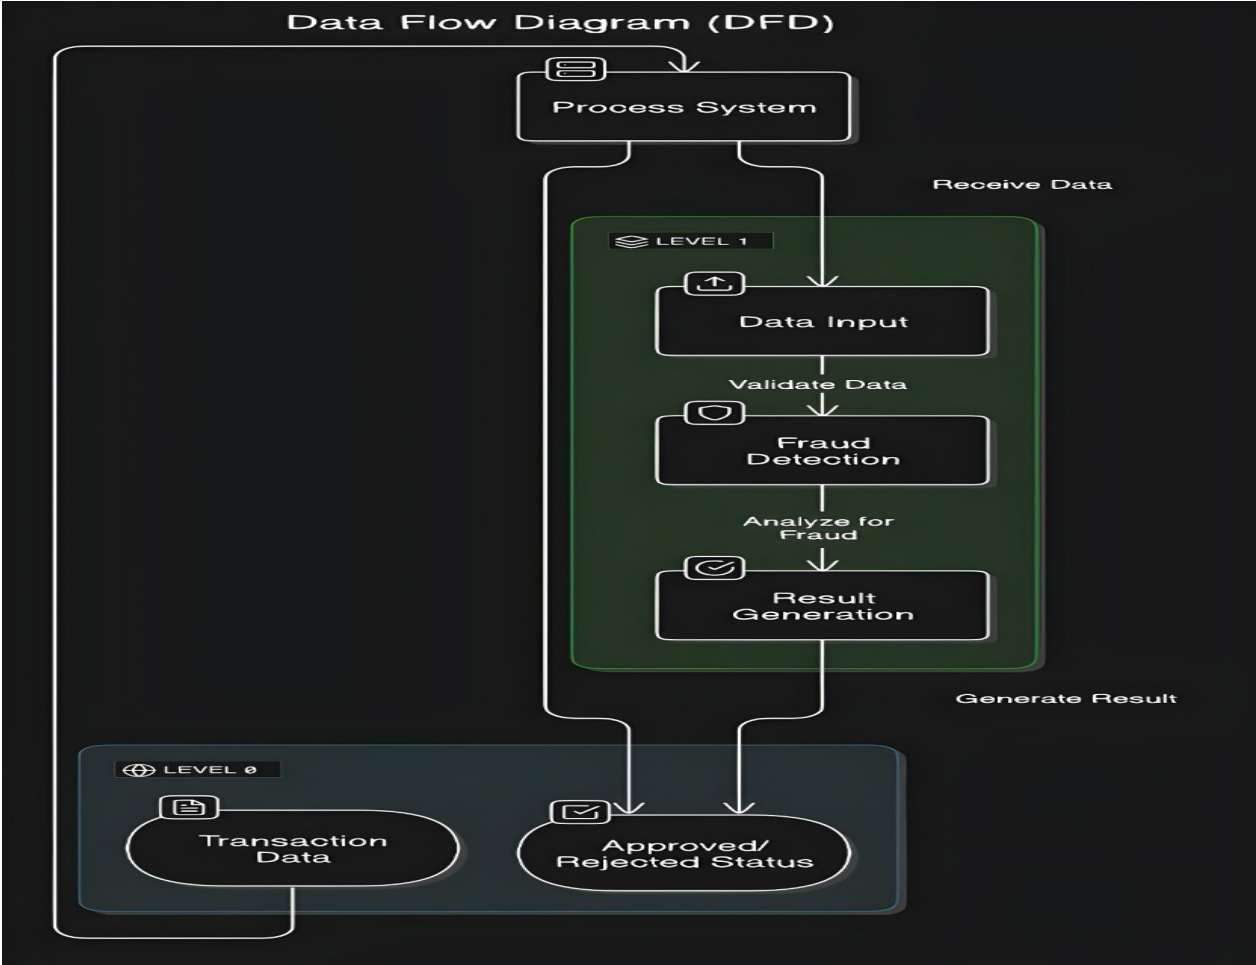 Data Flow Diagram (DFD)
Process System
Receive Data
LEVEL 1
Data Input
Validate Data
Fraud
Detection
Analyze for
Fraud
Result
Generation
Generate Result
LEVEL 0
Transaction
Data
Approved/
Rejected Status